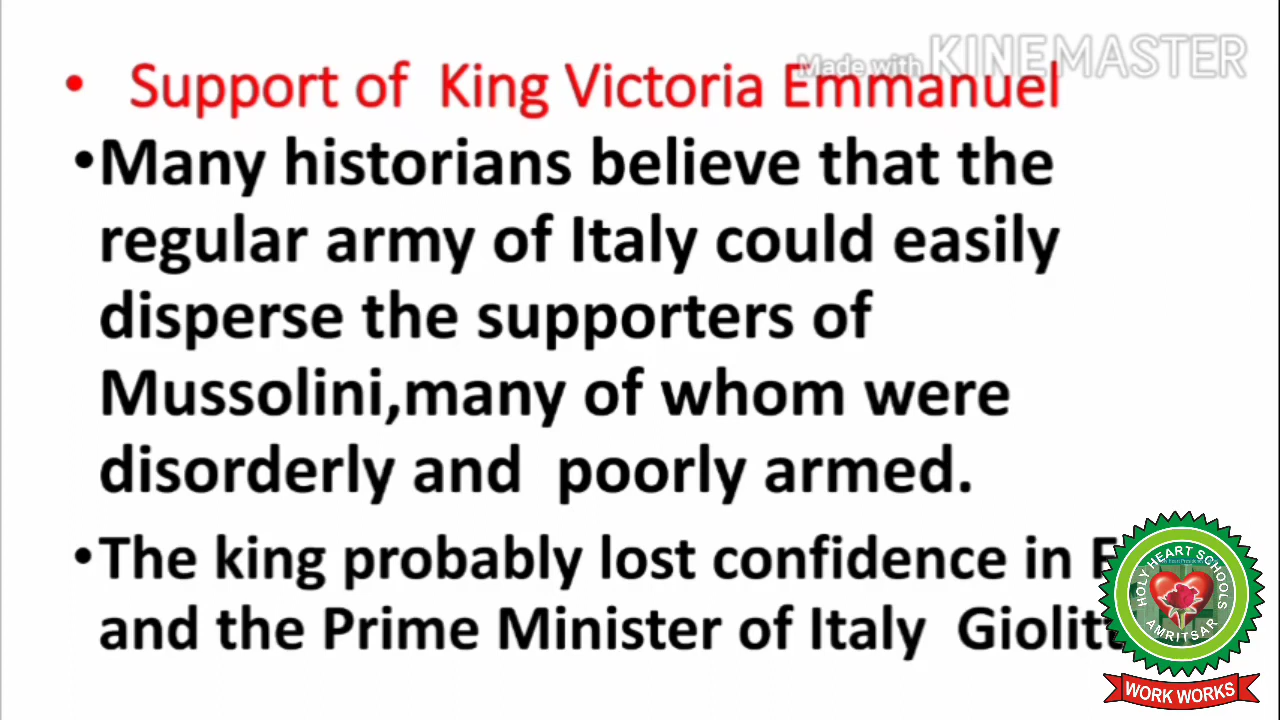 Made with KINEMASTER
• Support of King Victoria Emmanuel
•Many historians believe that the
regular army of Italy could easily
disperse the supporters of
Mussolini,many of whom were
disorderly and poorly armed.
•The king probably lost confidence in
and the Prime Minister of Italy Giolitt
HOLY HEART SCHOOLS
AMRITSAR
WORK WORKS